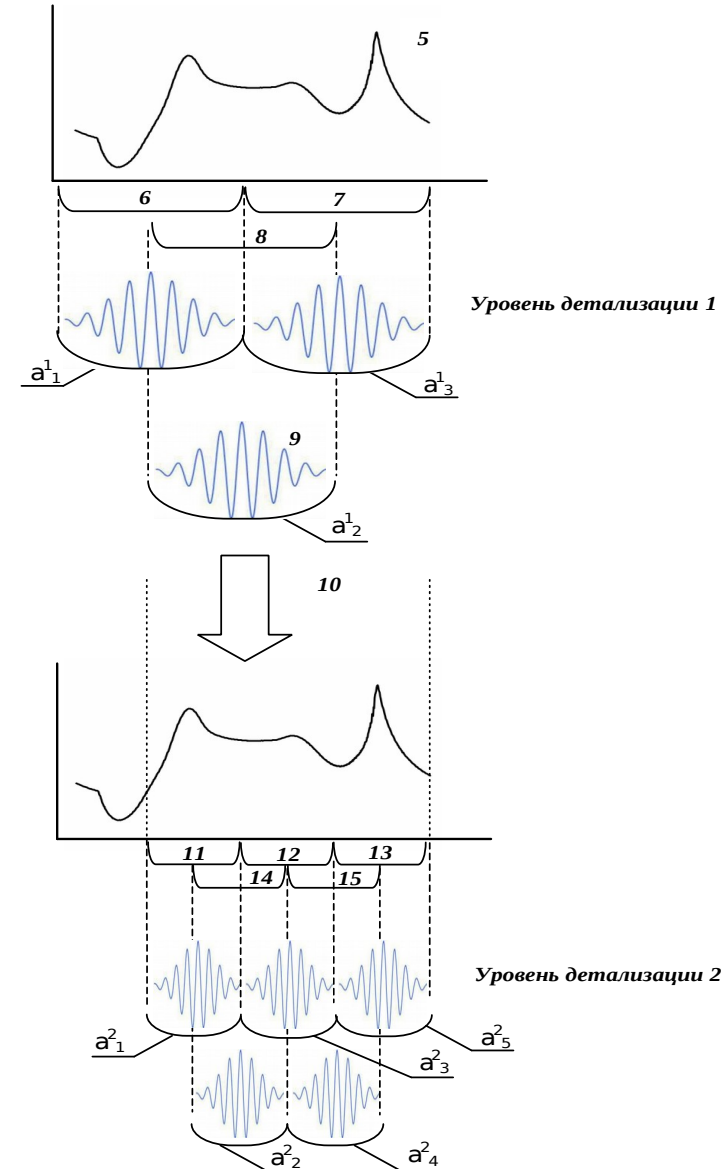 5
6
7
8
Уровень детализации 1
a¹₁
a¹₃
9
a¹₂
10
11
12
13
14
15
Уровень детализации 2
a²₁
a²₅
a²₃
a²₂
a²₄